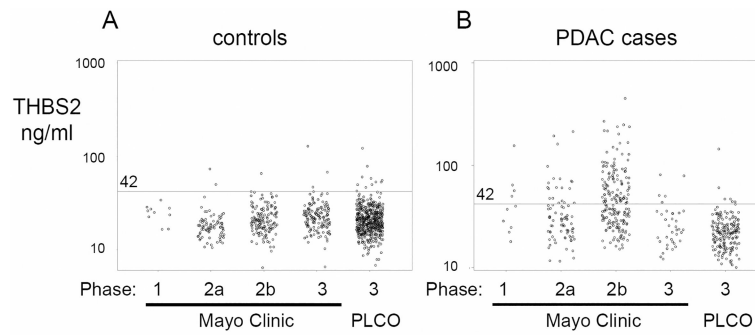 A
controls
THBS2
ng/ml
1000
100
10
42
Phase: 1 2a 2b 3 3
Mayo Clinic PLCO
B
PDAC cases
1000
100
10
42
Phase: 1 2a 2b 3 3
Mayo Clinic PLCO